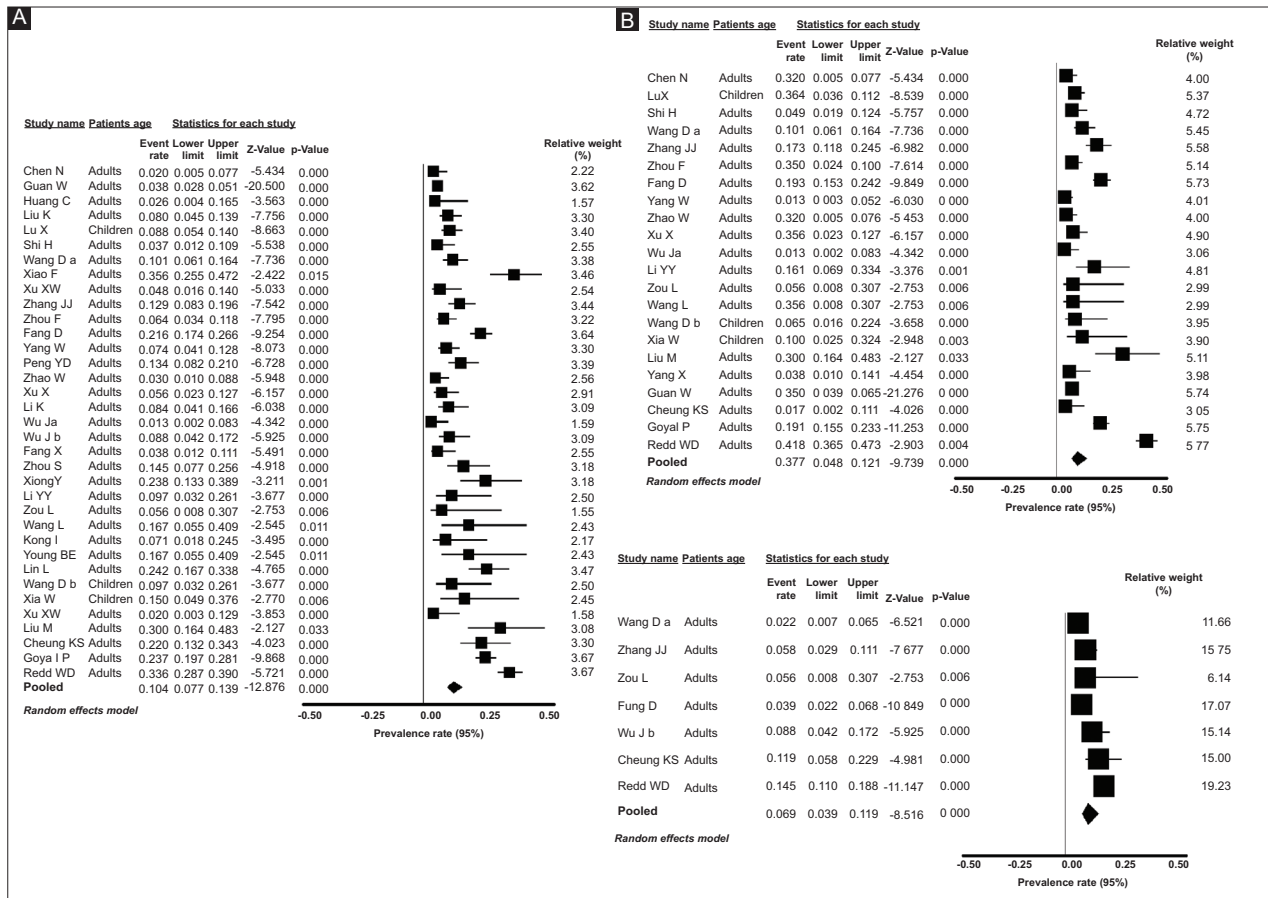 A
Study name Patients age Statistics for each study
Event Lower Upper Z-Value p-Value Relative weight
rate limit limit (%)
Chen N Adults 0.020 0.005 0.077 -5.434 0.000 2.22
Guan W Adults 0.038 0.028 0.051 -20.500 0.000 3.62
Huang C Adults 0.026 0.004 0.165 -3.563 0.000 1.57
Liu K Adults 0.080 0.045 0.139 -7.756 0.000 3.30
Lu X Children 0.088 0.054 0.140 -8.663 0.000 3.40
Shi H Adults 0.037 0.012 0.109 -5.538 0.000 2.55
Wang D a Adults 0.101 0.061 0.164 -7.736 0.000 3.38
Xiao F Adults 0.356 0.255 0.472 -2.422 0.015 3.46
Xu XW Adults 0.048 0.016 0.140 -5.033 0.000 2.54
Zhang JJ Adults 0.129 0.083 0.196 -7.542 0.000 3.44
Zhou F Adults 0.064 0.034 0.118 -7.795 0.000 3.22
Fang D Adults 0.216 0.174 0.266 -9.254 0.000 3.64
Yang W Adults 0.074 0.041 0.128 -8.073 0.000 3.30
Peng YD Adults 0.134 0.082 0.210 -6.728 0.000 3.39
Zhao W Adults 0.030 0.010 0.088 -5.948 0.000 2.56
Xu X Adults 0.056 0.023 0.127 -6.157 0.000 2.91
Li K Adults 0.084 0.041 0.166 -6.038 0.000 3.09
Wu Ja Adults 0.013 0.002 0.083 -4.342 0.000 1.59
Wu J b Adults 0.088 0.042 0.172 -5.925 0.000 3.09
Fang X Adults 0.038 0.012 0.111 -5.491 0.000 2.55
Zhou S Adults 0.145 0.077 0.256 -4.918 0.000 3.18
XiongY Adults 0.238 0.133 0.389 -3.211 0.001 3.18
Li YY Adults 0.097 0.032 0.261 -3.677 0.000 2.50
Zou L Adults 0.056 0.008 0.307 -2.753 0.006 1.55
Wang L Adults 0.167 0.055 0.409 -2.545 0.011 2.43
Kong I Adults 0.071 0.018 0.245 -3.495 0.000 2.17
Young BE Adults 0.167 0.055 0.409 -2.545 0.011 2.43
Lin L Adults 0.242 0.167 0.338 -4.765 0.000 3.47
Wang D b Children 0.097 0.032 0.261 -3.677 0.000 2.50
Xia W Children 0.150 0.049 0.376 -2.770 0.006 2.45
Xu XW Adults 0.020 0.003 0.129 -3.853 0.000 1.58
Liu M Adults 0.300 0.164 0.483 -2.127 0.033 3.08
Cheung KS Adults 0.220 0.132 0.343 -4.023 0.000 3.30
Goya I P Adults 0.237 0.197 0.281 -9.868 0.000 3.67
Redd WD Adults 0.336 0.287 0.390 -5.721 0.000 3.67
Pooled 0.104 0.077 0.139 -12.876 0.000
Random effects model
-0.50 0.00 0.25 0.50
Prevalence rate (95%)
B
Study name Patients age Statistics for each study
Event Lower Upper Z-Value p-Value Relative weight
rate limit limit (%)
Chen N Adults 0.320 0.005 0.077 -5.434 0.000 4.00
LuX Children 0.364 0.036 0.112 -8.539 0.000 5.37
Shi H Adults 0.049 0.019 0.124 -5.757 0.000 4.72
Wang D a Adults 0.101 0.061 0.164 -7.736 0.000 5.45
Zhang JJ Adults 0.173 0.118 0.245 -6.982 0.000 5.58
Zhou F Adults 0.350 0.024 0.100 -7.614 0.000 5.14
Fang D Adults 0.193 0.153 0.242 -9.849 0.000 5.73
Yang W Adults 0.013 0.003 0.052 -6.030 0.000 4.01
Zhao W Adults 0.320 0.005 0.076 -5.453 0.000 4.00
Xu X Adults 0.356 0.023 0.127 -6.157 0.000 4.90
Wu Ja Adults 0.013 0.002 0.083 -4.342 0.000 3.06
Li YY Adults 0.161 0.069 0.334 -3.376 0.001 4.81
Zou L Adults 0.056 0.008 0.307 -2.753 0.006 2.99
Wang L Adults 0.356 0.008 0.307 -2.753 0.006 2.99
Wang D b Children 0.065 0.016 0.224 -3.658 0.000 3.95
Xia W Children 0.100 0.025 0.324 -2.948 0.003 3.90
Liu M Adults 0.300 0.164 0.483 -2.127 0.033 5.11
Yang X Adults 0.038 0.010 0.141 -4.454 0.000 3.98
Guan W Adults 0.350 0.039 0.065 -21.276 0.000 5.74
Cheung KS Adults 0.017 0.002 0.111 -4.026 0.000 3 05
Goyal P Adults 0.191 0.155 0.233 -11.253 0.000 5.75
Redd WD Adults 0.418 0.365 0.473 -2.903 0.004 5 77
Pooled 0.377 0.048 0.121 -9.739 0.000
Random effects model
-0.50 0.00 0.25 0.50
Prevalence rate (95%)
Study name Patients age Statistics for each study
Event Lower Upper Z-Value p-Value Relative weight
rate limit limit (%)
Wang D a Adults 0.022 0.007 0.065 -6.521 0.000 11.66
Zhang JJ Adults 0.058 0.029 0.111 -7 677 0.000 15 75
Zou L Adults 0.056 0.008 0.307 -2.753 0.006 6.14
Fung D Adults 0.039 0.022 0.068 -10 849 0 000 17.07
Wu J b Adults 0.088 0.042 0.172 -5.925 0.000 15.14
Cheung KS Adults 0.119 0.058 0.229 -4.981 0.000 15.00
Redd WD Adults 0.145 0.110 0.188 -11.147 0.000 19.23
Pooled 0.069 0.039 0.119 -8.516 0 000
Random effects model
-0.50 0.00 0.25 0.50
Prevalence rate (95%)